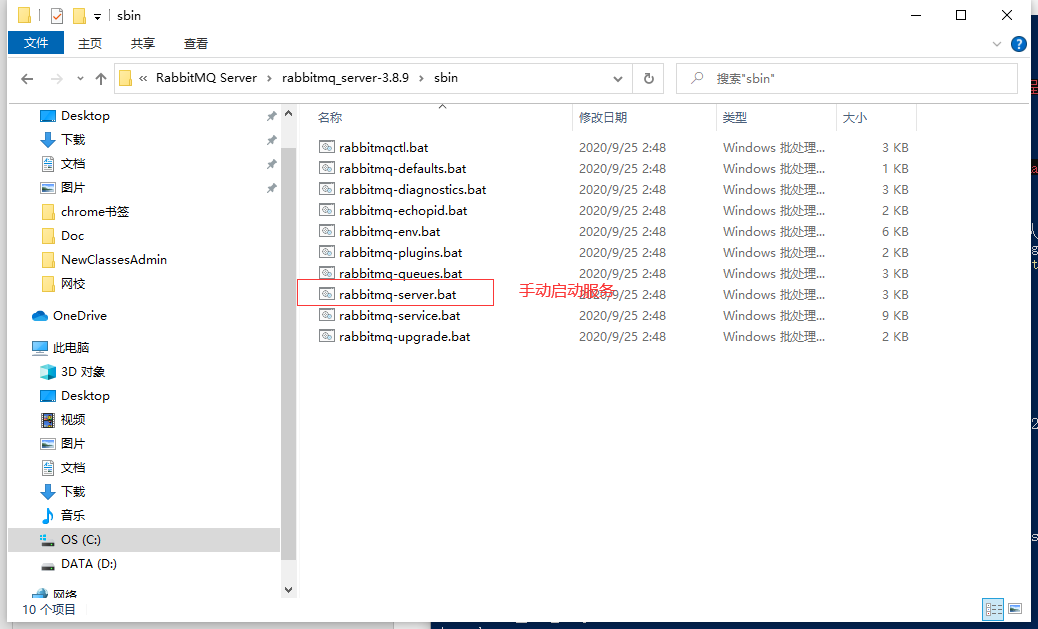 sbin
文件 主页 共享 查看
« RabbitMQ Server › rabbitmq_server-3.8.9 › sbin
搜索"sbin"
名称 修改日期 类型 大小
Desktop
下载
文档
图片
chrome书签
Doc
NewClassesAdmin
网校
OneDrive
此电脑
3D 对象
Desktop
视频
图片
文档
下载
音乐
OS (C:)
DATA (D:)
网络
rabbitmqctl.bat 2020/9/25 2:48 Windows 批处理... 3 KB
rabbitmq-defaults.bat 2020/9/25 2:48 Windows 批处理... 1 KB
rabbitmq-diagnostics.bat 2020/9/25 2:48 Windows 批处理... 3 KB
rabbitmq-echopid.bat 2020/9/25 2:48 Windows 批处理... 2 KB
rabbitmq-env.bat 2020/9/25 2:48 Windows 批处理... 6 KB
rabbitmq-plugins.bat 2020/9/25 2:48 Windows 批处理... 2 KB
rabbitmq-queues.bat 2020/9/25 2:48 Windows 批处理... 3 KB
rabbitmq-server.bat 2020/9/25 2:48 Windows 批处理... 3 KB
手动启动服务
rabbitmq-service.bat 2020/9/25 2:48 Windows 批处理... 9 KB
rabbitmq-upgrade.bat 2020/9/25 2:48 Windows 批处理... 2 KB
10 个项目